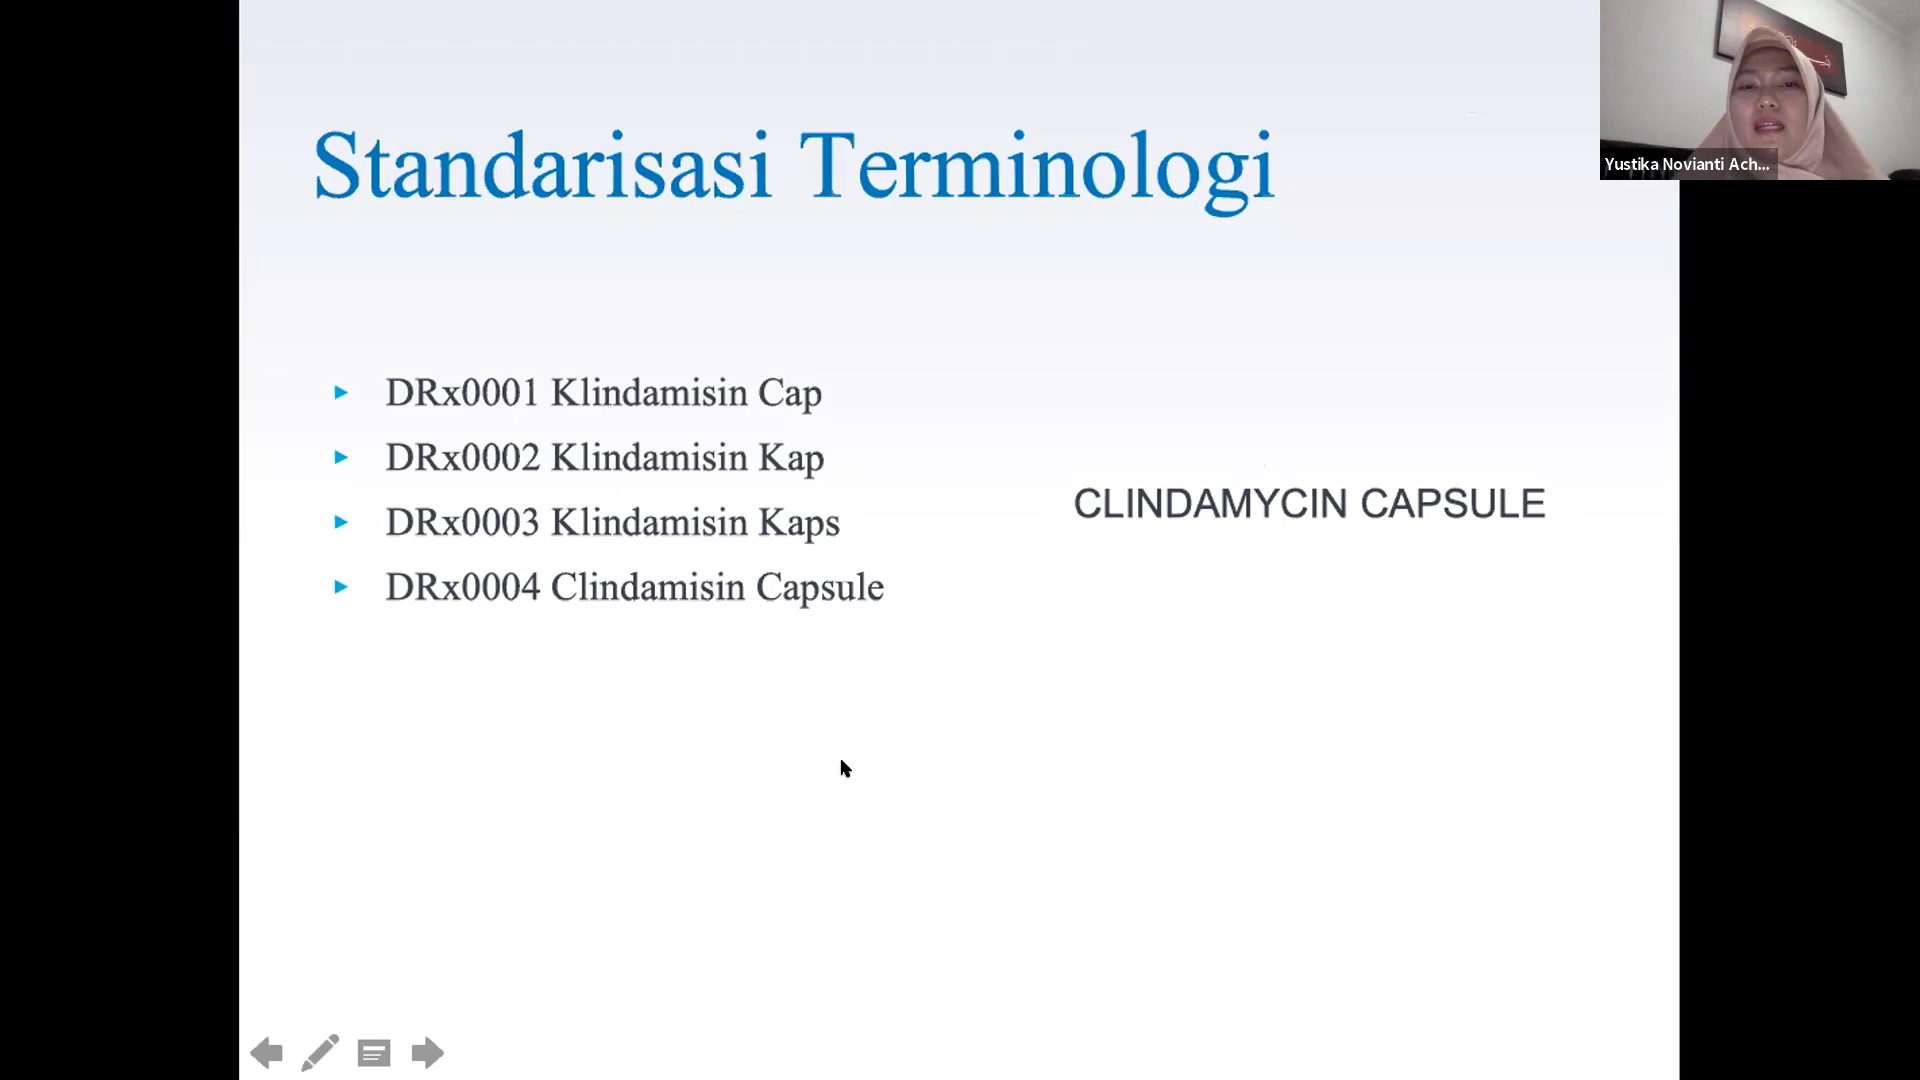 Standarisasi Terminologi
DRx0001 Klindamisin Cap
DRx0002 Klindamisin Kap
DRx0003 Klindamisin Kaps
DRx0004 Clindamisin Capsule
CLINDAMYCIN CAPSULE
Yustika Novianti Ach...